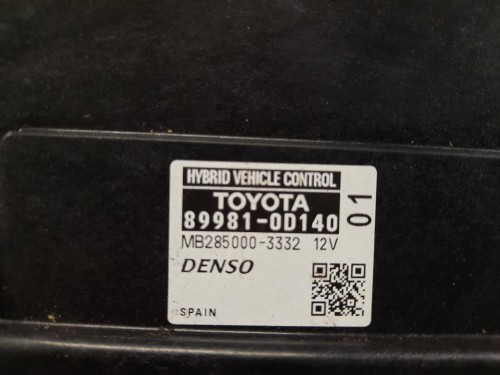 HYBRID VEHICLE CONTROL
TOYOTA
89981-0D140
01
MB285000-3332 12V
DENSO
SPAIN